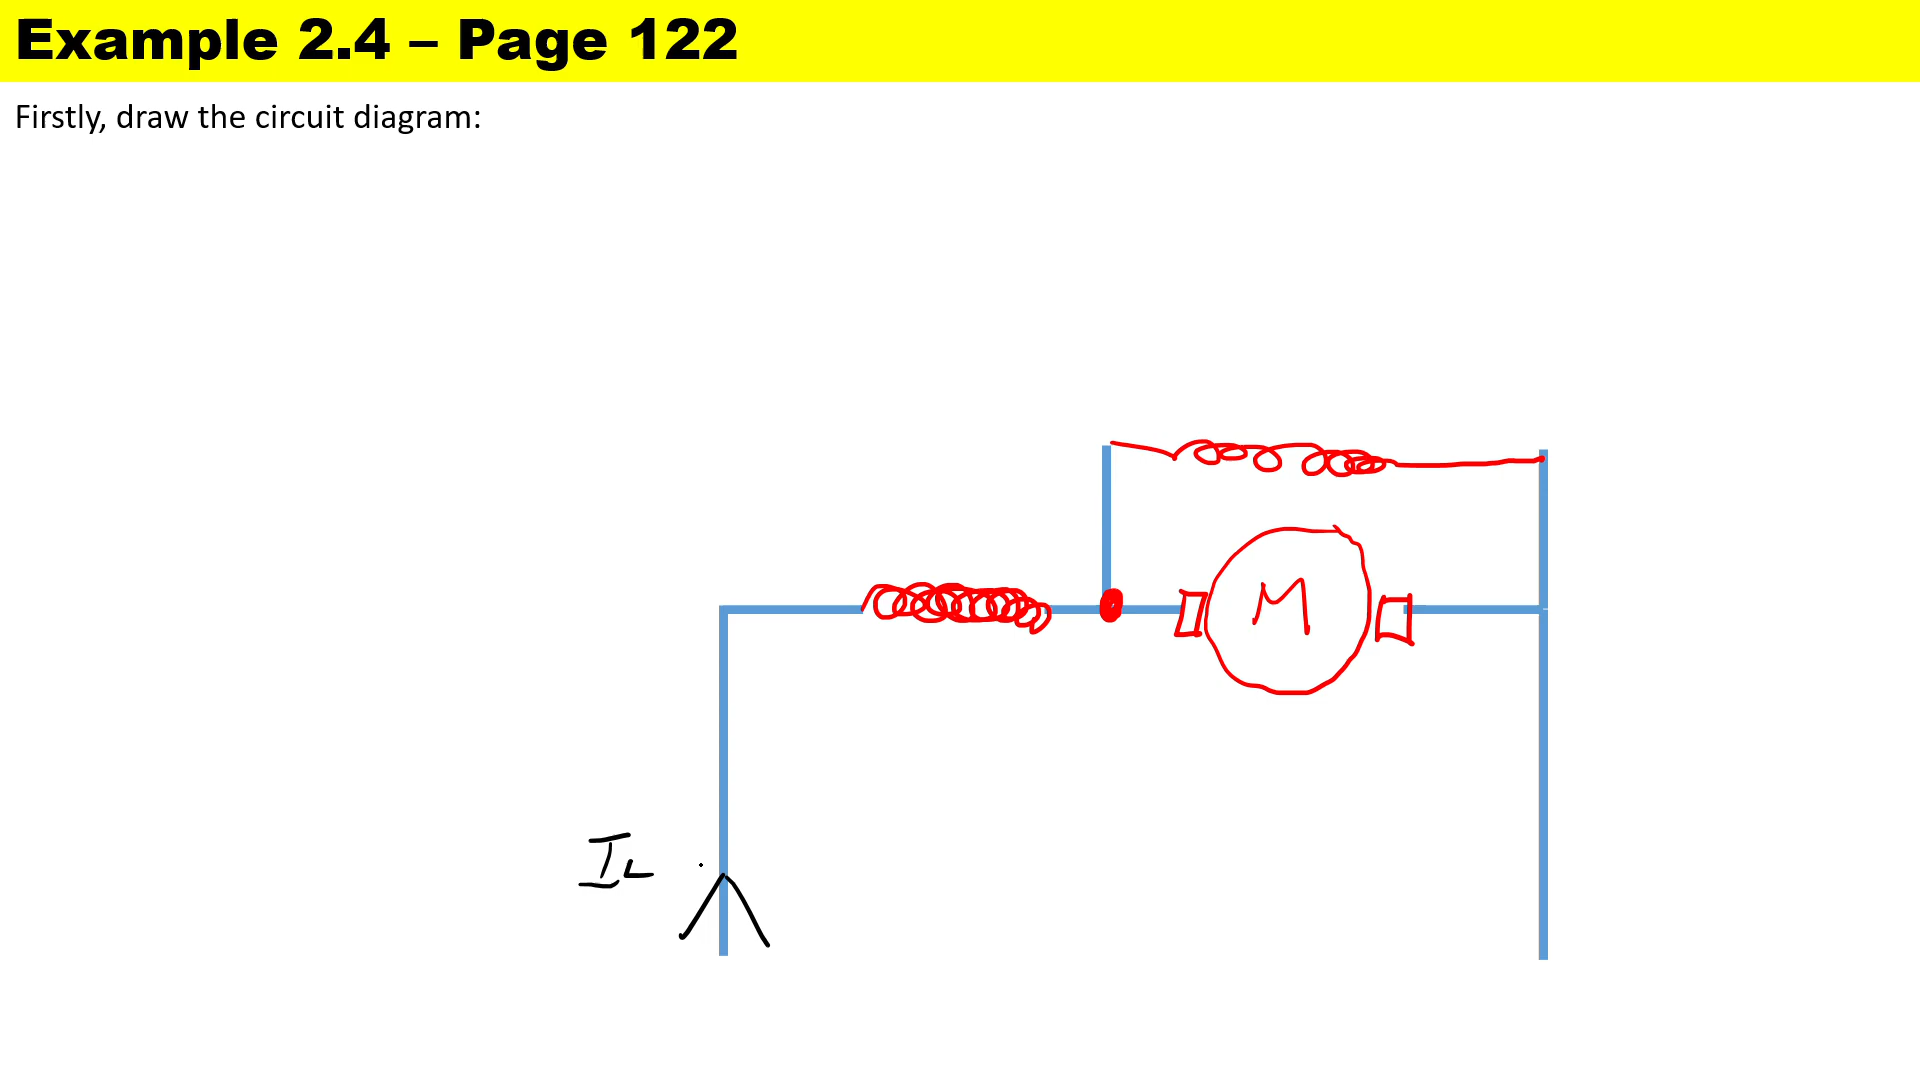 Example 2.4 – Page 122
Firstly, draw the circuit diagram:
M
IL